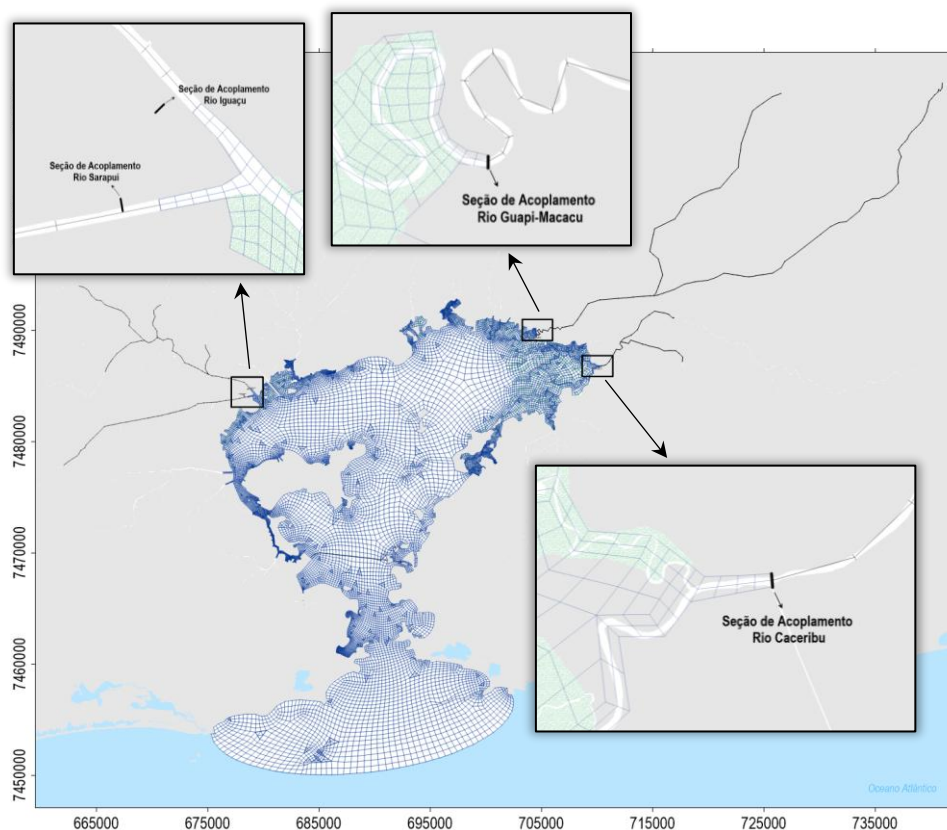 Seção de Acoplamento
Rio Iguaçu
Seção de Acoplamento
Rio Sarapuí
Seção de Acoplamento
Rio Guapi-Macacu
Seção de Acoplamento
Rio Caceribu
Oceano Atlântico
7490000
7480000
7470000
7460000
7450000
665000
675000
685000
695000
705000
715000
725000
735000